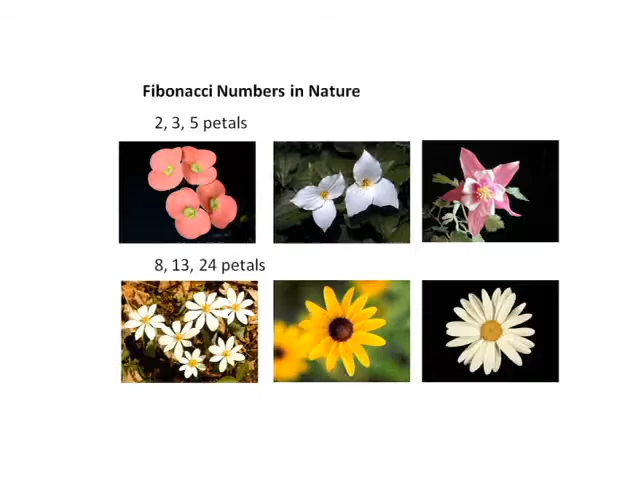 Fibonacci Numbers in Nature
2, 3, 5 petals
8, 13, 24 petals